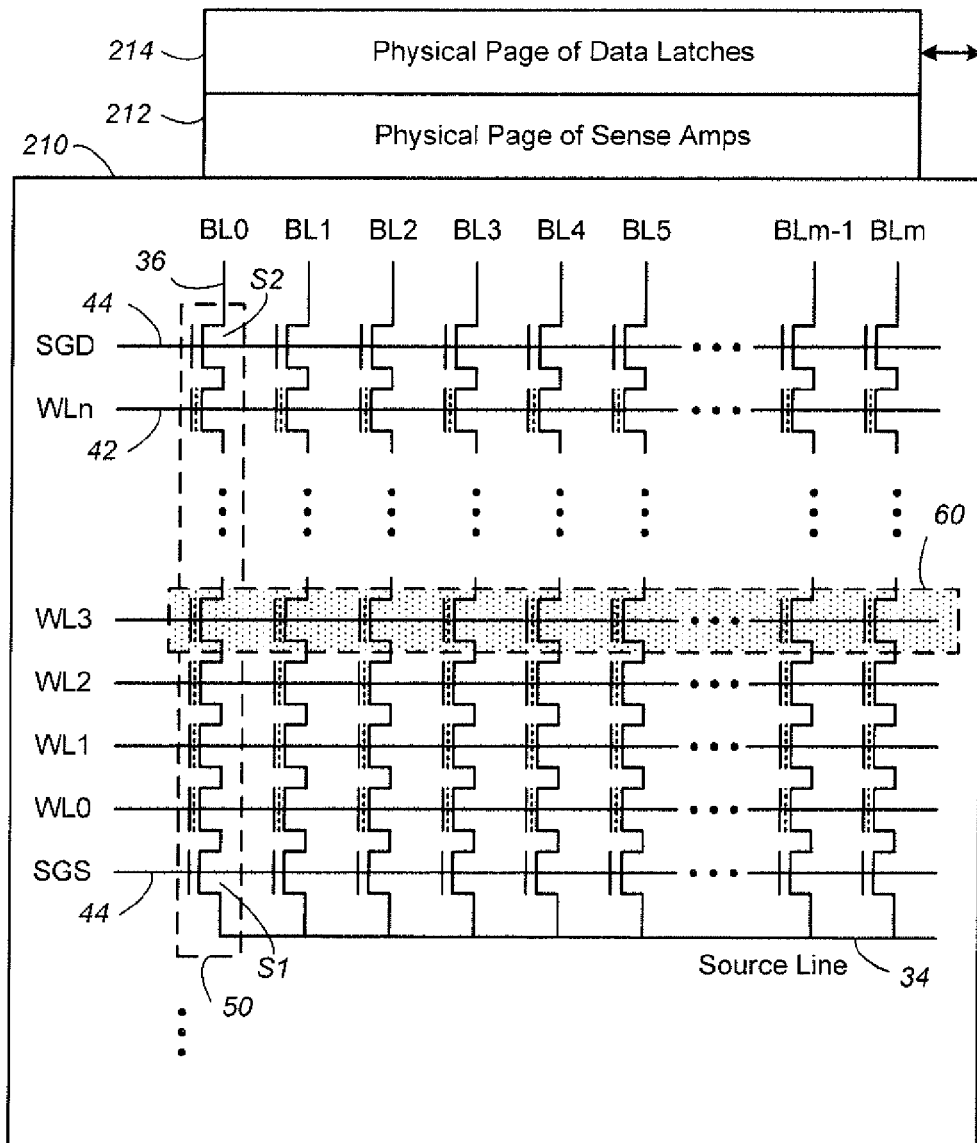 214
Physical Page of Data Latches
212
Physical Page of Sense Amps
210
BL0 BL1 BL2 BL3 BL4 BL5 BLm-1 BLm
36
S2
44
SGD
WLn
42
60
WL3
WL2
WL1
WL0
SGS
44
S1
Source Line
34
50